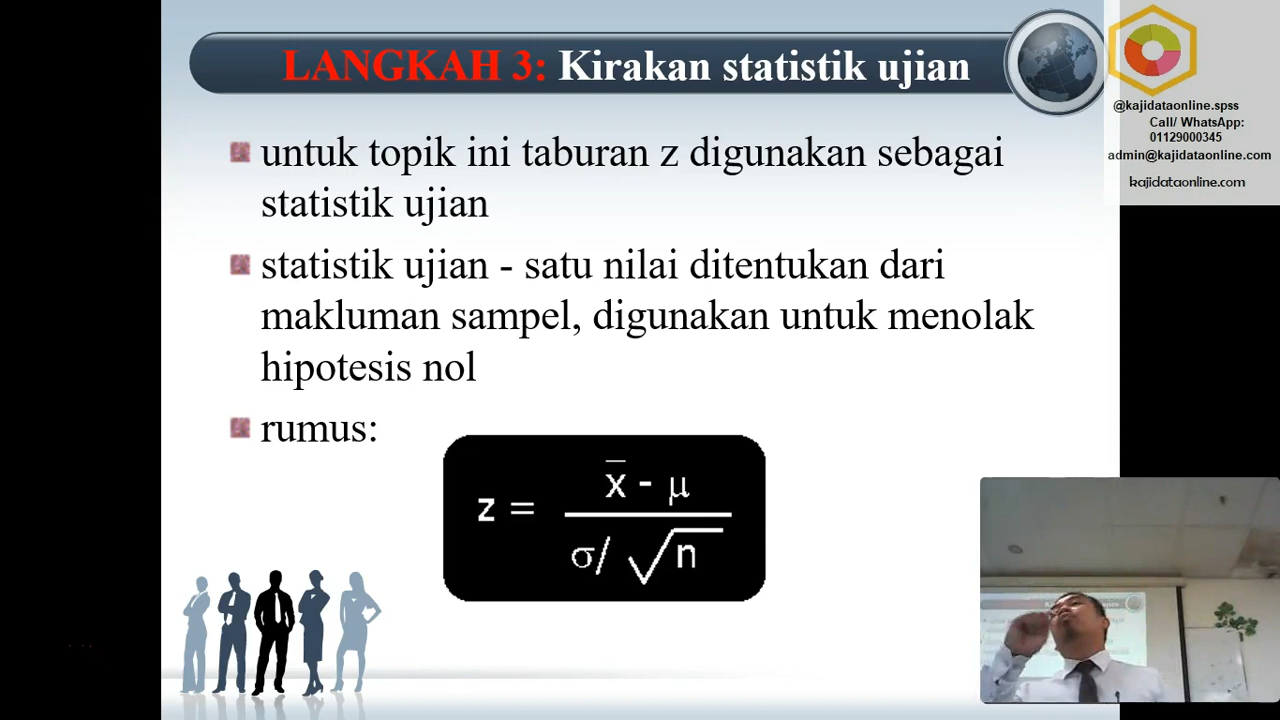 LANGKAH 3: Kirakan statistik ujian
@kajidataonline.spss
Call/ WhatsApp:
01129000345
admin@kajidataonline.com
kajidataonline.com
untuk topik ini taburan z digunakan sebagai
statistik ujian
statistik ujian - satu nilai ditentukan dari
makluman sampel, digunakan untuk menolak
hipotesis nol
rumus:
z = x̄ - μ
σ/ √n